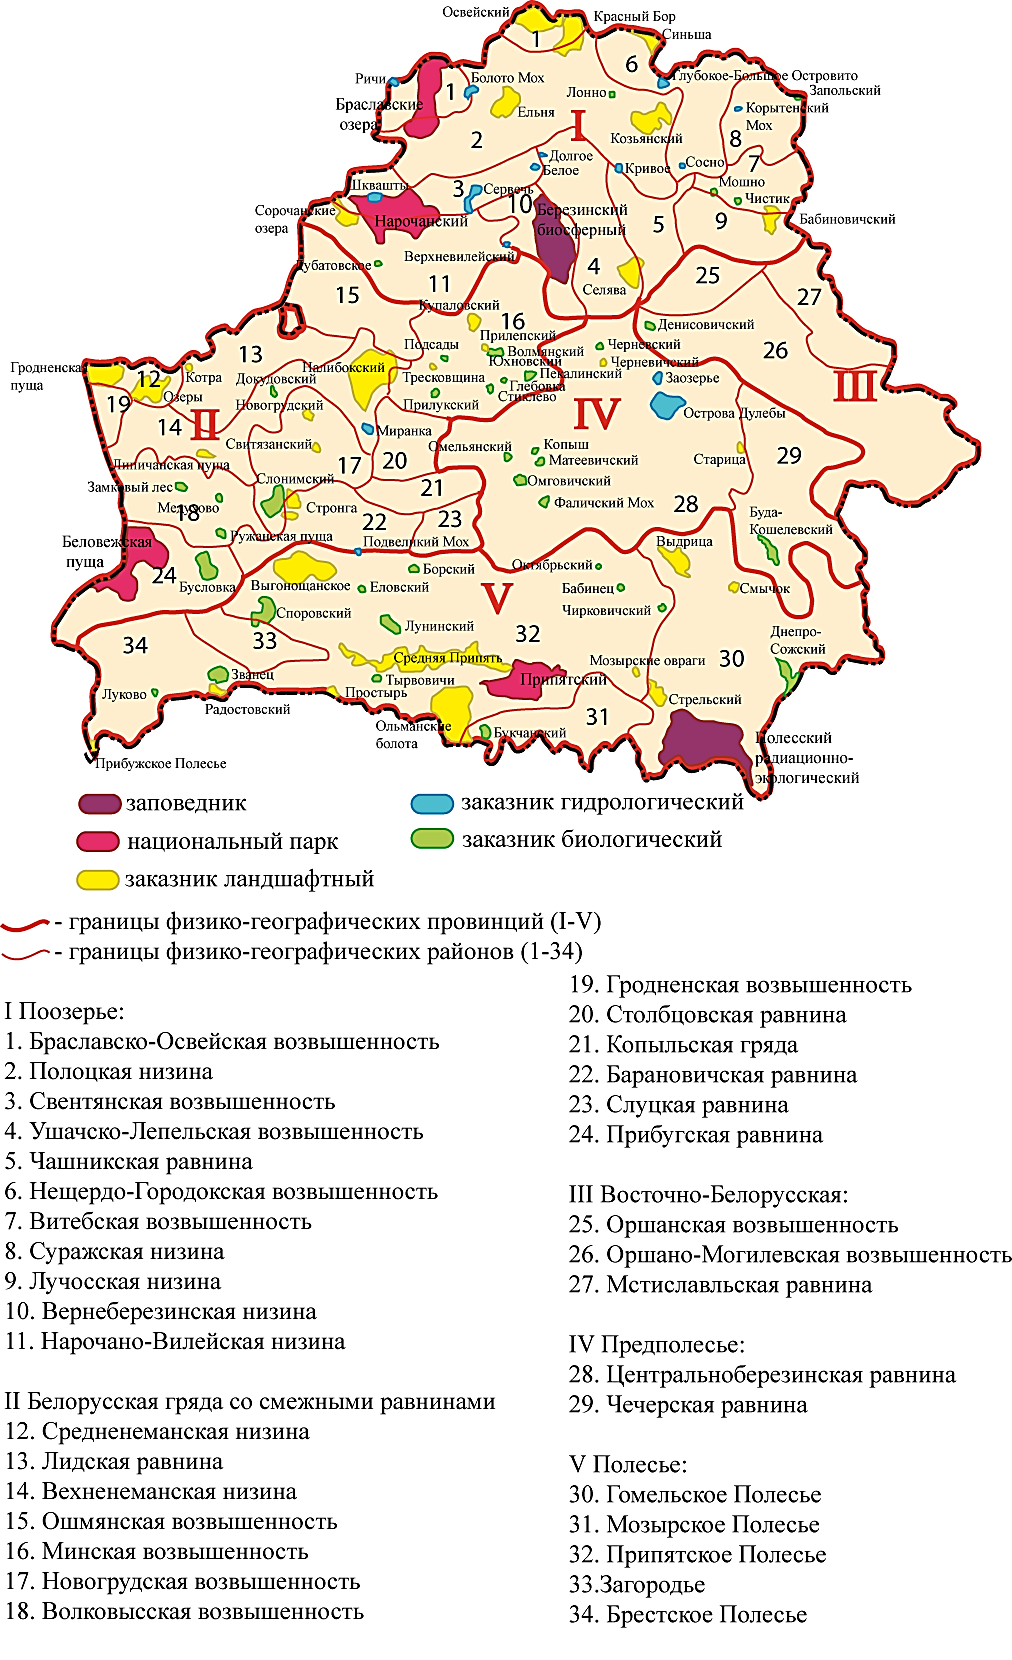 Освейский
Красный Бор
Синьша
1
6
Ричи
Болото Мох
Глубокое-Большое Островито
Запольский
Браславские
озера
1
Лонно
Ельня
Корытенский
Мох
I
Козьянский
2
8
Долгое
Белое
Кривое
Сосно
7
Шквашты
3
Сервечь
Мошно
Чистик
10
Березинский
биосферный
Сорочанские
озера
Нарочанский
5
9
Бабиновичский
Верхневилейский
Дубатовское
4
25
11
15
Селява
27
Купаловский
16
Денисовичский
Прилепский
Подсады
Волмянский
Черневский
26
13
Юхновский
Черневичский
Гродненская
пуща
12
Котра
Налибокский
Докудовский
Тресковщина
Пекалинский
Заозерье
III
Озеры
Глебовка
Стиклево
19
Новогрудский
Прилукский
IV
Острова Дулебы
14
II
Миранка
Свитязанский
Омельянский
Копыш
Матеевичский
Старица
29
Липичанская пуща
17
20
Слонимский
Замковый лес
21
Омговичский
Медухово
18
Стронга
22
23
Фаличский Мох
28
Буда-
Кошелевский
Беловежская
пуща
Ружанская пуща
Подвеликий Мох
Выдрица
24
Бусловка
Выгонощанское
Борский
Октябрьский
Еловский
V
Бабинец
Смычок
Споровский
Чирковичский
Лунинский
34
33
32
Днепро-
Сожский
Средняя Припять
Мозырские овраги
30
Званец
Тырвовичи
Припятский
Луково
Простырь
Стрельский
Радостовский
31
Ольманские
болота
Букчанский
Полесский
радиационно-
экологический
Прибужское Полесье
заповедник
заказник гидрологический
национальный парк
заказник биологический
заказник ландшафтный
- границы физико-географических провинций (I-V)
- границы физико-географических районов (1-34)
I Поозерье:
1. Браславско-Освейская возвышенность
2. Полоцкая низина
3. Свентянская возвышенность
4. Ушачско-Лепельская возвышенность
5. Чашникская равнина
6. Нещердо-Городокская возвышенность
7. Витебская возвышенность
8. Суражская низина
9. Лучосская низина
10. Вернеберезинская низина
11. Нарочано-Вилейская низина
II Белорусская гряда со смежными равнинами
12. Средненеманская низина
13. Лидская равнина
14. Вехненеманская низина
15. Ошмянская возвышенность
16. Минская возвышенность
17. Новогрудская возвышенность
18. Волковысская возвышенность
19. Гродненская возвышенность
20. Столбцовская равнина
21. Копыльская гряда
22. Барановичская равнина
23. Слуцкая равнина
24. Прибугская равнина
III Восточно-Белорусская:
25. Оршанская возвышенность
26. Оршано-Могилевская возвышенность
27. Мстиславльская равнина
IV Предполесье:
28. Центральноберезинская равнина
29. Чечерская равнина
V Полесье:
30. Гомельское Полесье
31. Мозырское Полесье
32. Припятское Полесье
33.Загородье
34. Брестское Полесье